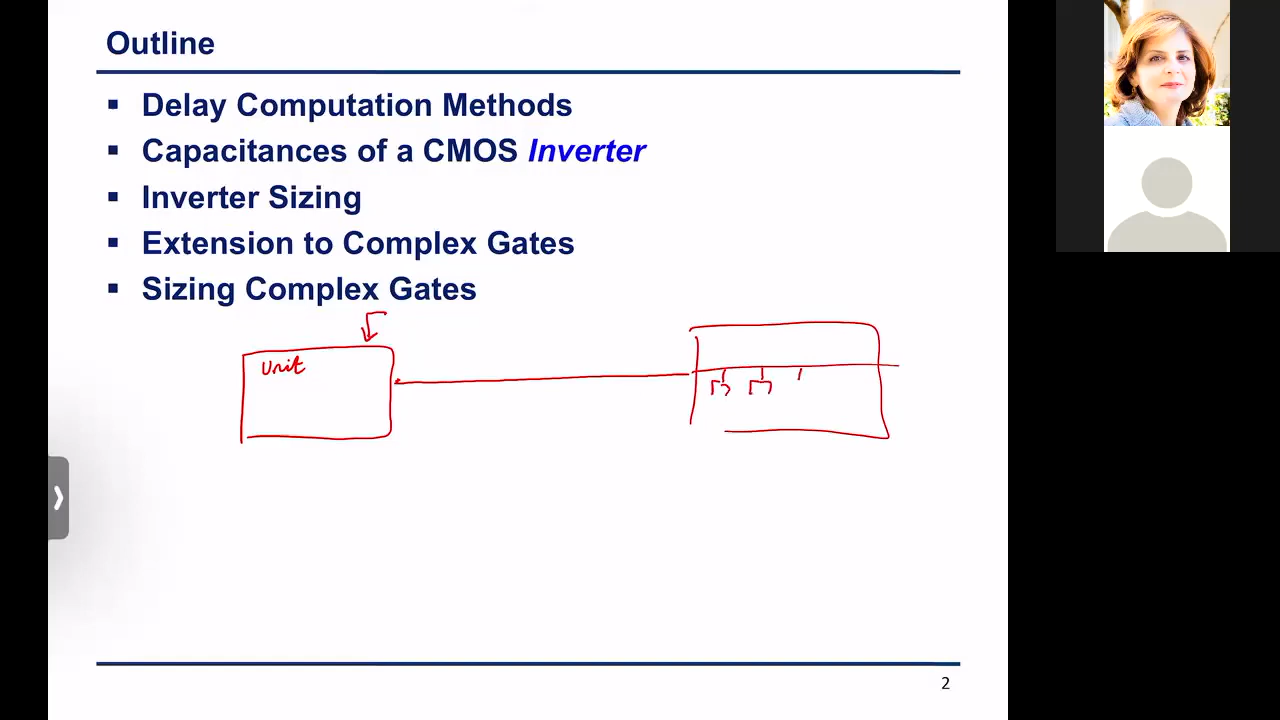 Outline
▪ Delay Computation Methods
▪ Capacitances of a CMOS Inverter
▪ Inverter Sizing
▪ Extension to Complex Gates
▪ Sizing Complex Gates
Unit
2